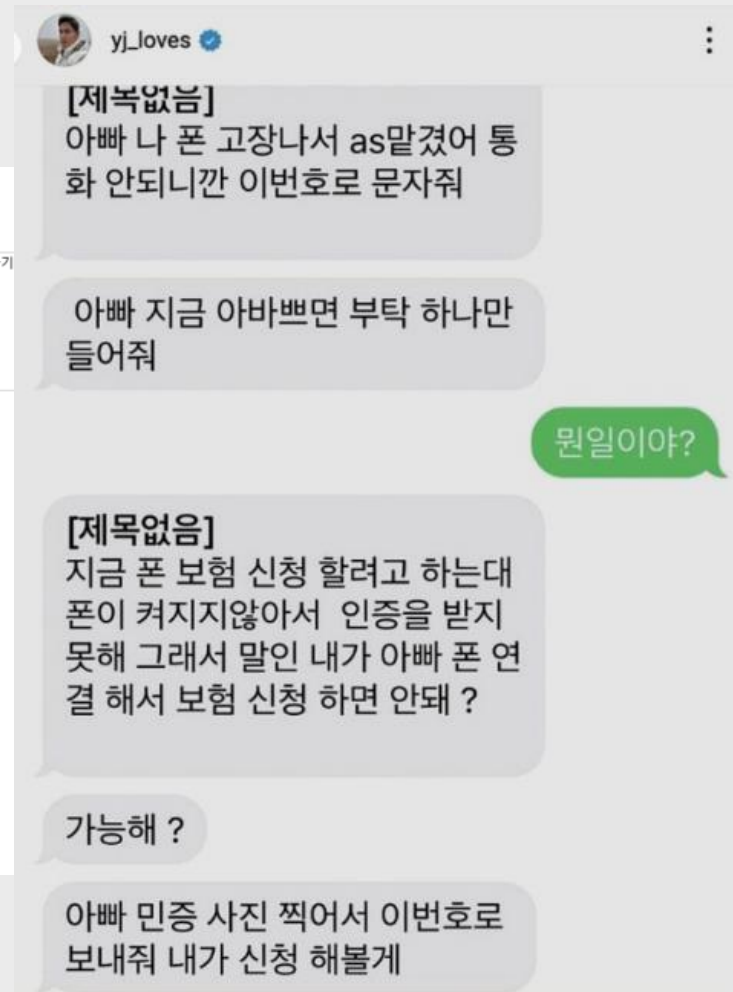 yj_loves
[제목없음]
아빠 나 폰 고장나서 as맡겼어 통
화 안되니깐 이번호로 문자줘
기
아빠 지금 아바쁘면 부탁 하나만
들어줘
뭔일이야?
[제목없음]
지금 폰 보험 신청 할려고 하는대
폰이 켜지지않아서 인증을 받지
못해 그래서 말인 내가 아빠 폰 연
결 해서 보험 신청 하면 안돼 ?
가능해 ?
아빠 민증 사진 찍어서 이번호로
보내줘 내가 신청 해볼게